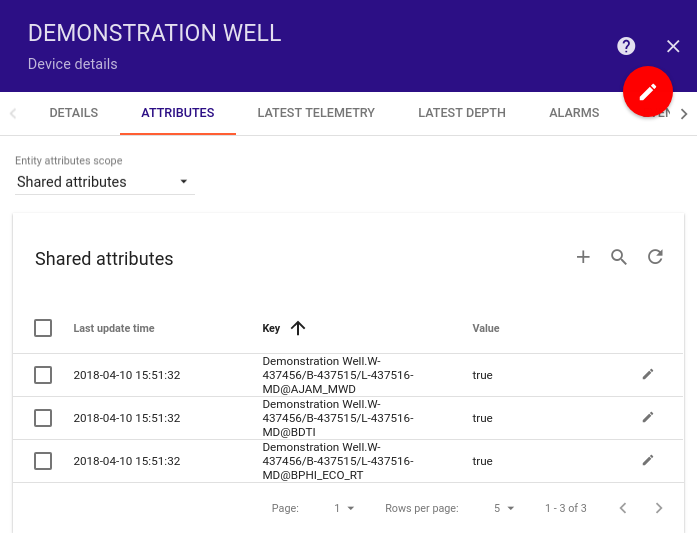 DEMONSTRATION WELL
Device details
?
DETAILS
ATTRIBUTES
LATEST TELEMETRY
LATEST DEPTH
ALARMS
Entity attributes scope
Shared attributes
Shared attributes
Last update time
Key
Value
2018-04-10 15:51:32
Demonstration Well.W-
437456/B-437515/L-437516-
MD@AJAM_MWD
true
2018-04-10 15:51:32
Demonstration Well.W-
437456/B-437515/L-437516-
MD@BDTI
true
2018-04-10 15:51:32
Demonstration Well.W-
437456/B-437515/L-437516-
MD@BPHI_ECO_RT
true
Page:
1
Rows per page:
5
1 - 3 of 3